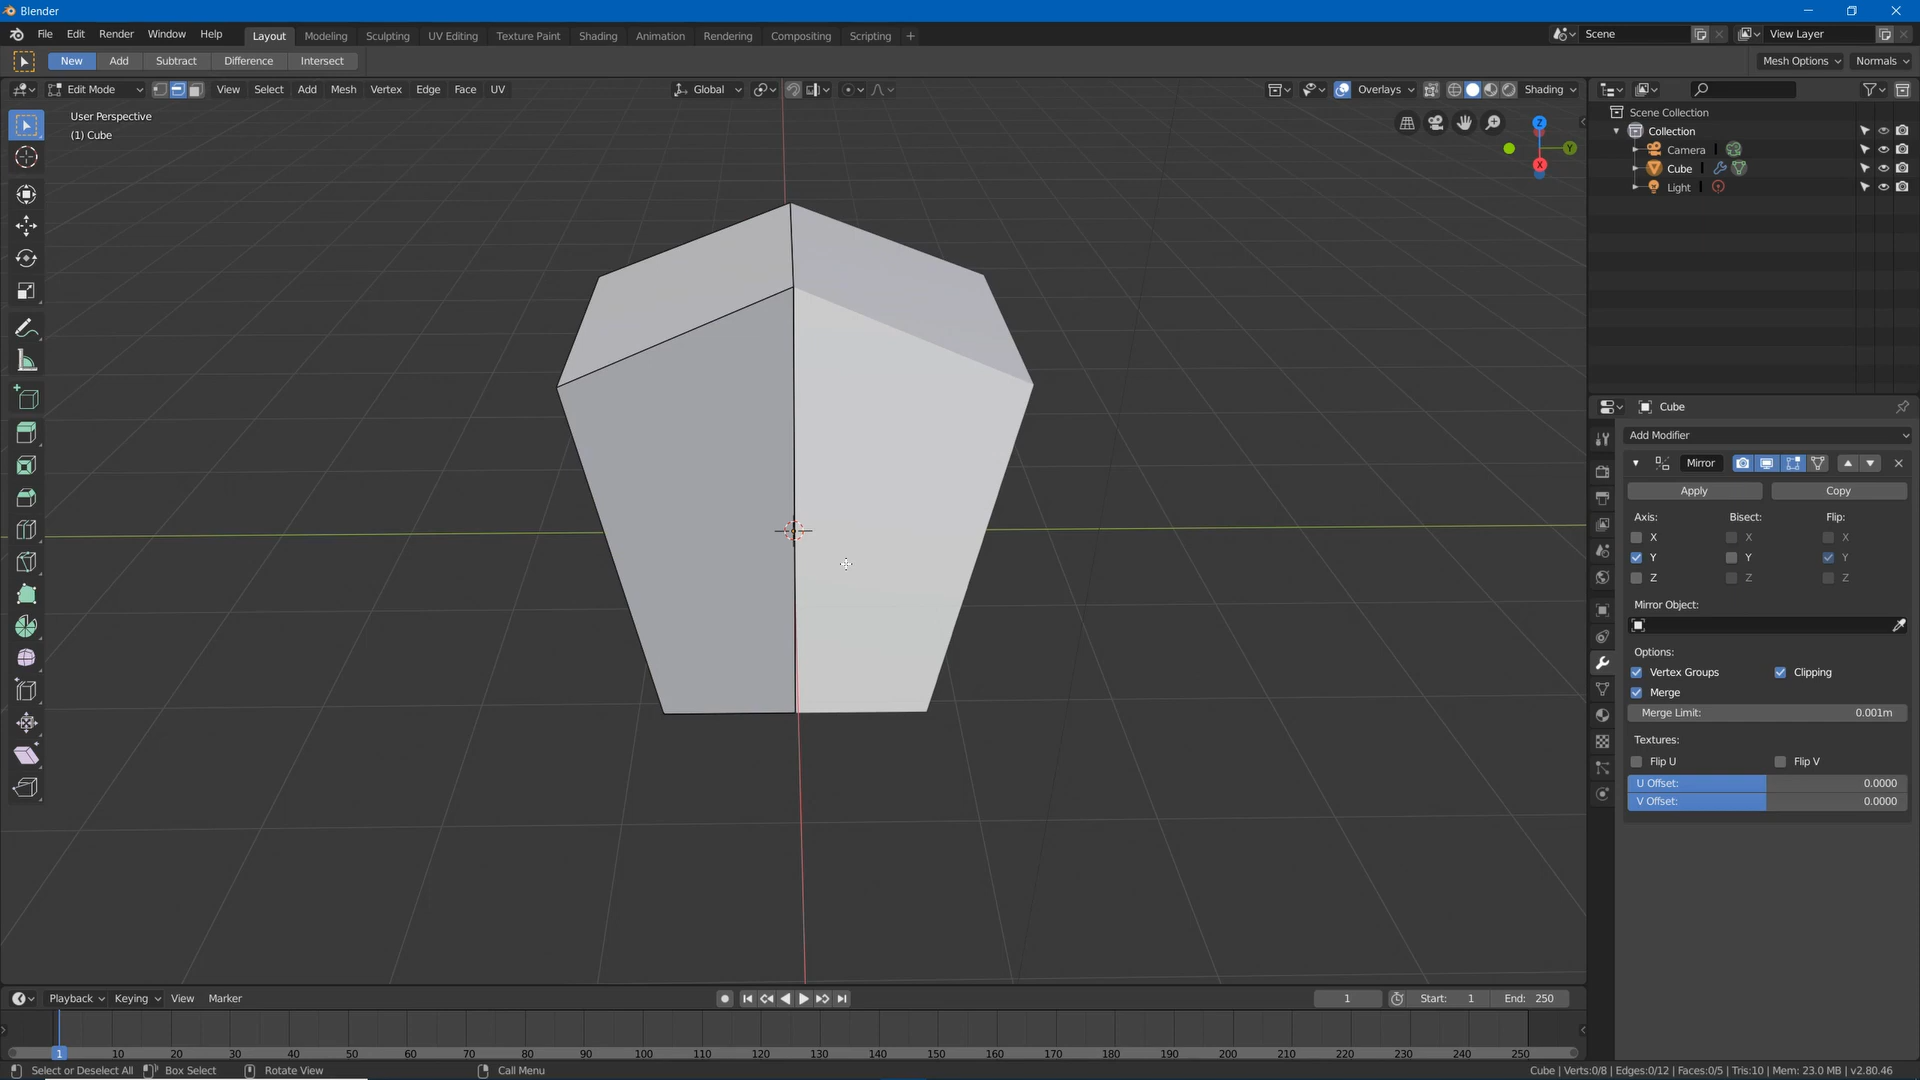 Blender
File Edit Render Window Help Layout Modeling Sculpting UV Editing Texture Paint Shading Animation Rendering Compositing Scripting + Scene View Layer
New Add Subtract Difference Intersect Mesh Options Normals
Edit Mode View Select Add Mesh Vertex Edge Face UV Global Overlays Shading
User Perspective
(1) Cube
Z
Y
X
Scene Collection
Collection
Camera
Cube
Light
Cube
Add Modifier
Mirror
Apply Copy
Axis: Bisect: Flip:
X X X
Y Y Y
Z Z Z
Mirror Object:
Options:
Vertex Groups Clipping
Merge
Merge Limit: 0.001m
Textures:
Flip U Flip V
U Offset: 0.0000
V Offset: 0.0000
Playback Keying View Marker 1 Start: 1 End: 250
1 10 20 30 40 50 60 70 80 90 100 110 120 130 140 150 160 170 180 190 200 210 220 230 240 250
Select or Deselect All Box Select Rotate View Call Menu Cube | Verts:0/8 | Edges:0/12 | Faces:0/5 | Tris:10 | Mem: 23.0 MB | v2.80.46